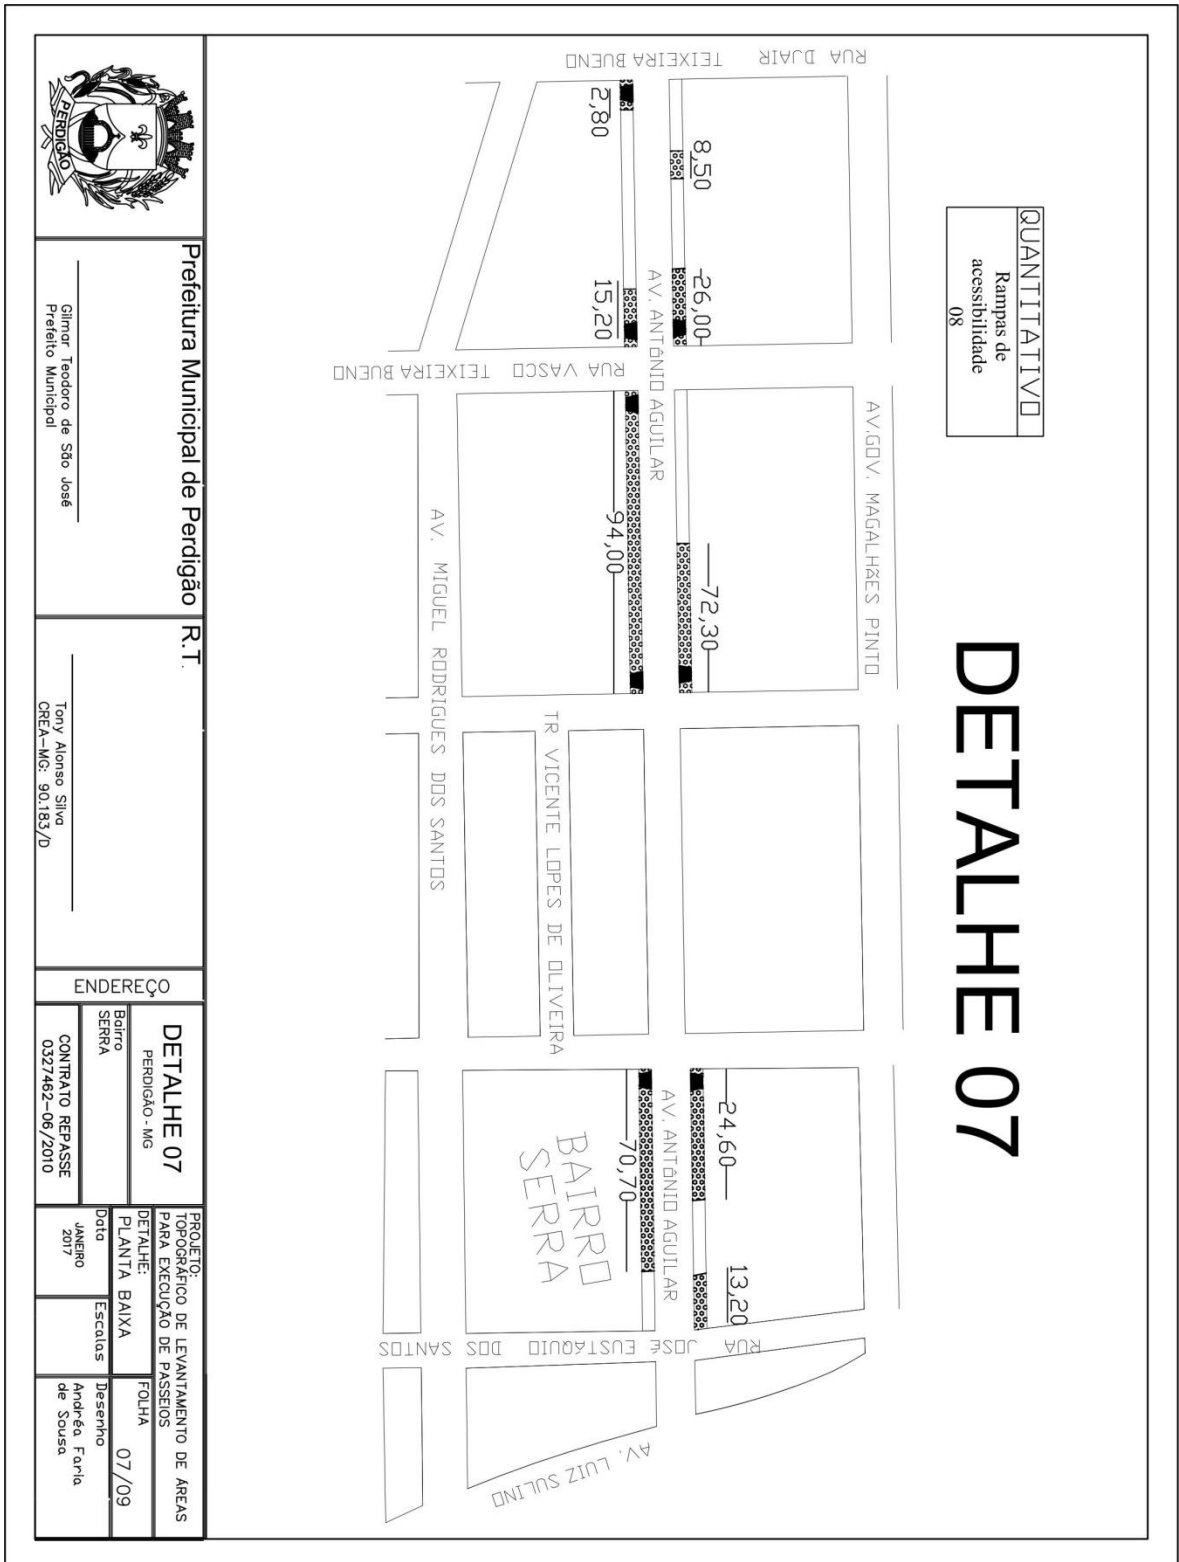 DETALHE 07
QUANTITATIVO
Rampas de
acessibilidade
08
AV.GOV. MAGALHÃES PINTO
RUA DJAIR TEIXEIRA BUENO
8,50
26,00
72,30
24,60
13,20
AV. ANTÔNIO AGUILAR
AV. ANTÔNIO AGUILAR
2,80
15,20
94,00
70,70
RUA VASCO TEIXEIRA BUENO
TR VICENTE LOPES DE OLIVEIRA
BAIRRO
SERRA
RUA JOSÉ EUSTÁQUIO DOS SANTOS
AV. LUIZ SULINO
AV. MIGUEL RODRIGUES DOS SANTOS
PERDIGÃO
Prefeitura Municipal de Perdigão
Gilmar Teodoro de São José
Prefeito Municipal
R.T.
Tony Alonso Silva
CREA-MG: 90.183/D
ENDEREÇO
DETALHE 07
PERDIGÃO - MG
Bairro
SERRA
CONTRATO REPASSE
0327462-06/2010
PROJETO:
TOPOGRÁFICO DE LEVANTAMENTO DE ÁREAS
PARA EXECUÇÃO DE PASSEIOS
DETALHE:
PLANTA BAIXA
FOLHA
07/09
Data
JANEIRO
2017
Escalas
Desenho
Andréa Faria
de Sousa